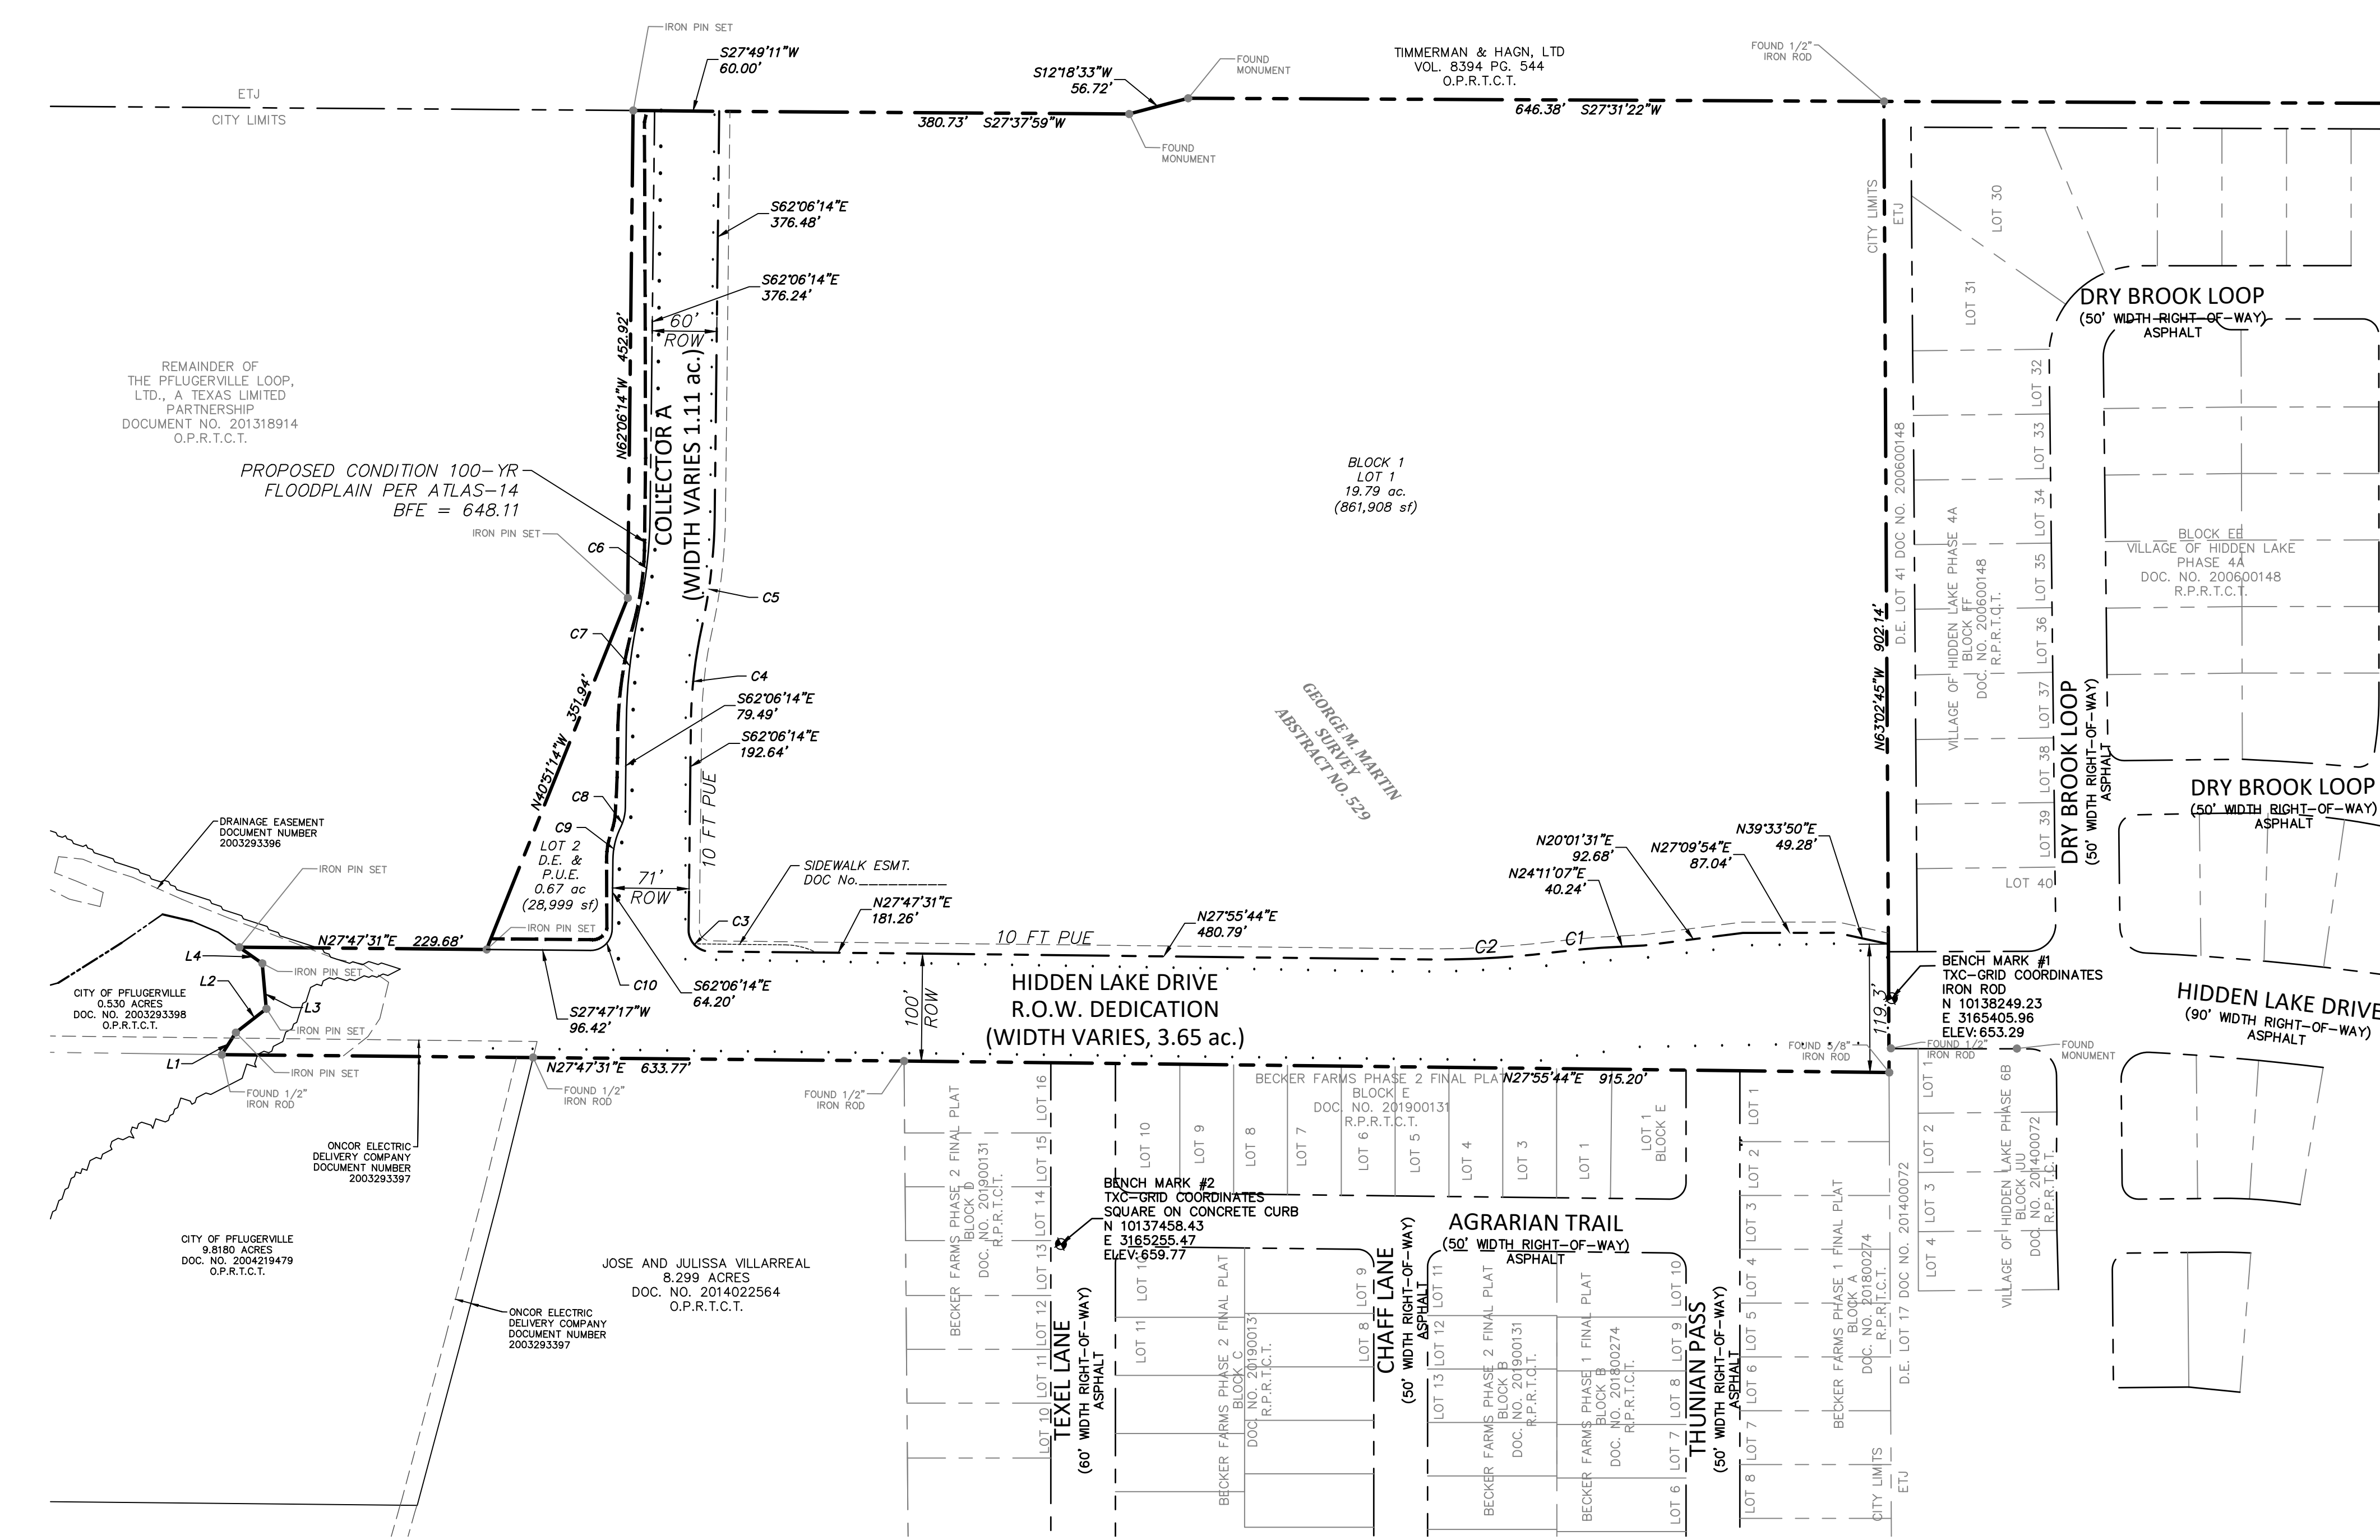 IRON PIN SET
S27°49'11"W
60.00'
ETJ
CITY LIMITS
S12°18'33"W
56.72'
FOUND
MONUMENT
TIMMERMAN & HAGN, LTD
VOL. 8394 PG. 544
O.P.R.T.C.T.
FOUND 1/2"
IRON ROD
380.73' S27°37'59"W
FOUND
MONUMENT
646.38' S27°31'22"W
S62°06'14"E
376.48'
S62°06'14"E
376.24'
60'
ROW
N62°06'14"W 452.92'
COLLECTOR A
(WIDTH VARIES 1.11 ac.)
REMAINDER OF
THE PFLUGERVILLE LOOP,
LTD., A TEXAS LIMITED
PARTNERSHIP
DOCUMENT NO. 201318914
O.P.R.T.C.T.
PROPOSED CONDITION 100-YR
FLOODPLAIN PER ATLAS-14
BFE = 648.11
IRON PIN SET
C6
C5
C7
C4
S62°06'14"E
79.49'
S62°06'14"E
192.64'
N40°51'14"W 351.94'
C8
C9
LOT 2
D.E. &
P.U.E.
0.67 ac
(28,999 sf)
IRON PIN SET
71'
ROW
10 FT PUE
SIDEWALK ESMT.
DOC No._________
C3
N27°47'31"E
181.26'
BLOCK 1
LOT 1
19.79 ac.
(861,908 sf)
GEORGE M. MARTIN
SURVEY
ABSTRACT NO. 529
10 FT PUE
N27°55'44"E
480.79'
C2
C1
N24°11'07"E
40.24'
N20°01'31"E
92.68'
N27°09'54"E
87.04'
N39°33'50"E
49.28'
N63°02'45"W 902.14'
CITY LIMITS
ETJ
D.E. LOT 41 DOC NO. 200600148
LOT 30
LOT 31
LOT 32
LOT 33
LOT 34
LOT 35
LOT 36
LOT 37
LOT 38
LOT 39
LOT 40
VILLAGE OF HIDDEN LAKE PHASE 4A
BLOCK FF
DOC. NO. 200600148
R.P.R.T.C.T.
DRY BROOK LOOP
(50' WIDTH RIGHT-OF-WAY)
ASPHALT
BLOCK EE
VILLAGE OF HIDDEN LAKE
PHASE 4A
DOC. NO. 200600148
R.P.R.T.C.T.
DRY BROOK LOOP
(50' WIDTH RIGHT-OF-WAY)
ASPHALT
DRY BROOK LOOP
(50' WIDTH RIGHT-OF-WAY)
ASPHALT
HIDDEN LAKE DRIVE
(90' WIDTH RIGHT-OF-WAY)
ASPHALT
DRAINAGE EASEMENT
DOCUMENT NUMBER
2003293396
IRON PIN SET
N27°47'31"E 229.68'
L4
IRON PIN SET
L2
L3
IRON PIN SET
L1
IRON PIN SET
CITY OF PFLUGERVILLE
0.530 ACRES
DOC. NO. 2003293398
O.P.R.T.C.T.
FOUND 1/2"
IRON ROD
C10
S62°06'14"E
64.20'
S27°47'17"W
96.42'
N27°47'31"E 633.77'
FOUND 1/2"
IRON ROD
FOUND 1/2"
IRON ROD
100'
ROW
HIDDEN LAKE DRIVE
R.O.W. DEDICATION
(WIDTH VARIES, 3.65 ac.)
119.3'
BENCH MARK #1
TXC-GRID COORDINATES
IRON ROD
N 10138249.23
E 3165405.96
ELEV: 653.29
FOUND 5/8"
IRON ROD
FOUND 1/2"
IRON ROD
FOUND
MONUMENT
N27°55'44"E 915.20'
BECKER FARMS PHASE 2 FINAL PLAT
BLOCK E
DOC. NO. 201900131
R.P.R.T.C.T.
ONCOR ELECTRIC
DELIVERY COMPANY
DOCUMENT NUMBER
2003293397
CITY OF PFLUGERVILLE
9.8180 ACRES
DOC. NO. 2004219479
O.P.R.T.C.T.
ONCOR ELECTRIC
DELIVERY COMPANY
DOCUMENT NUMBER
2003293397
JOSE AND JULISSA VILLARREAL
8.299 ACRES
DOC. NO. 2014022564
O.P.R.T.C.T.
BECKER FARMS PHASE 2 FINAL PLAT
BLOCK D
DOC. NO. 201900131
R.P.R.T.C.T.
LOT 16
LOT 15
LOT 14
LOT 13
LOT 12
LOT 11
LOT 10
BENCH MARK #2
TXC-GRID COORDINATES
SQUARE ON CONCRETE CURB
N 10137458.43
E 3165255.47
ELEV: 659.77
TEXEL LANE
(60' WIDTH RIGHT-OF-WAY)
ASPHALT
LOT 10
LOT 9
LOT 8
LOT 7
LOT 6
LOT 5
LOT 4
LOT 3
LOT 1
LOT 1
BLOCK E
LOT 10
LOT 11
BECKER FARMS PHASE 2 FINAL PLAT
BLOCK C
DOC. NO. 20190013
R.P.R.T.C.T.
LOT 9
LOT 8
CHAFF LANE
(50' WIDTH RIGHT-OF-WAY)
ASPHALT
AGRARIAN TRAIL
(50' WIDTH RIGHT-OF-WAY)
ASPHALT
LOT 11
LOT 12
LOT 13
BECKER FARMS PHASE 2 FINAL PLAT
BLOCK B
DOC. NO. 201900131
R.P.R.T.C.T.
BECKER FARMS PHASE 1 FINAL PLAT
BLOCK B
DOC. NO. 201800274
R.P.R.T.C.T.
LOT 10
LOT 9
LOT 8
LOT 7
LOT 6
THUNIAN PASS
(50' WIDTH RIGHT-OF-WAY)
ASPHALT
LOT 1
LOT 2
LOT 3
LOT 4
LOT 5
LOT 6
LOT 7
LOT 8
BECKER FARMS PHASE 1 FINAL PLAT
BLOCK A
DOC. NO. 201800274
R.P.R.T.C.T.
CITY LIMITS
ETJ
D.E. LOT 17 DOC NO. 201400072
LOT 1
LOT 2
LOT 3
LOT 4
VILLAGE OF HIDDEN LAKE PHASE 6B
BLOCK UU
DOC. NO. 201400072
R.P.R.T.C.T.